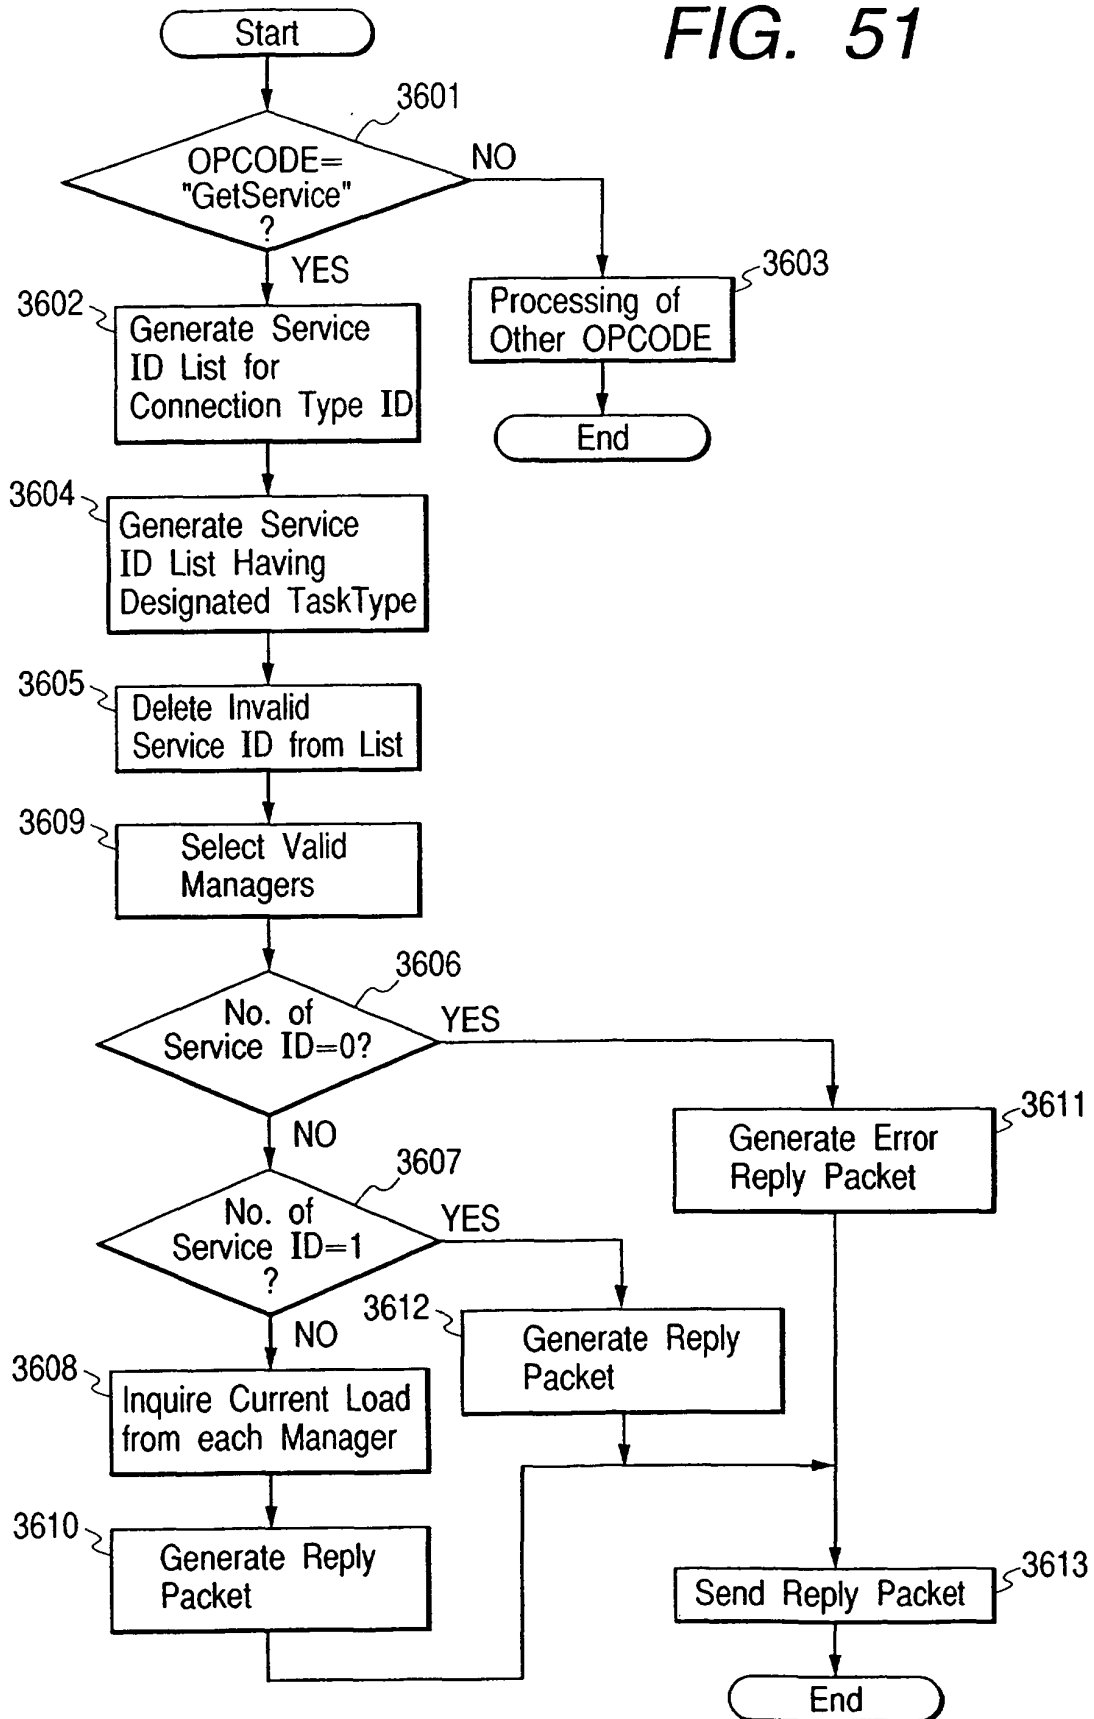 FIG. 51
Start
3601
OPCODE=
"GetService"
?
NO
YES
3603
Processing of
Other OPCODE
End
3602
Generate Service
ID List for
Connection Type ID
3604
Generate Service
ID List Having
Designated TaskType
3605
Delete Invalid
Service ID from List
3609
Select Valid
Managers
3606
No. of
Service ID=0?
YES
NO
3611
Generate Error
Reply Packet
3607
No. of
Service ID=1
?
YES
NO
3612
Generate Reply
Packet
3608
Inquire Current Load
from each Manager
3610
Generate Reply
Packet
3613
Send Reply Packet
End